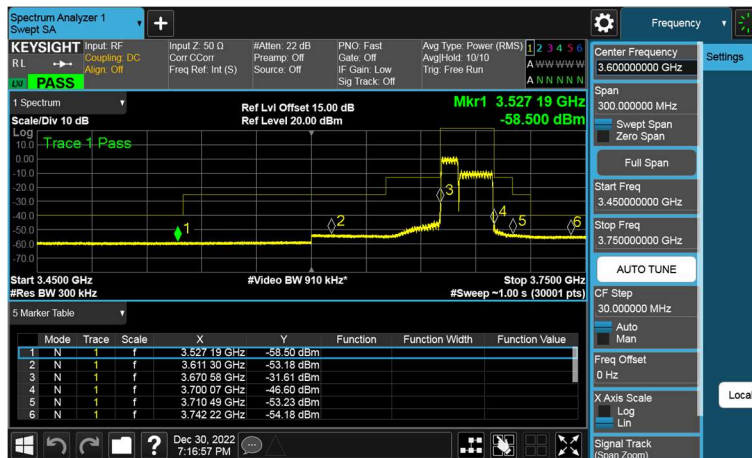 Spectrum Analyzer 1
Swept SA
Frequency
KEYSIGHT
RL
LXI
PASS
Input: RF
Coupling: DC
Align: Off
Input Z: 50 Ω
Corr CCorr
Freq Ref: Int (S)
#Atten: 22 dB
Preamp: Off
Source: Off
PNO: Fast
Gate: Off
IF Gain: Low
Sig Track: Off
Avg Type: Power (RMS)
Avg|Hold: 10/10
Trig: Free Run
1 2 3 4 5 6
A W W W W W
A N N N N N
1 Spectrum
Scale/Div 10 dB
Ref Lvl Offset 15.00 dB
Ref Level 20.00 dBm
Mkr1 3.527 19 GHz
-58.500 dBm
Log
Trace 1 Pass
10.0
0.00
-10.0
-20.0
-30.0
-40.0
-50.0
-60.0
-70.0
1
2
3
4
5
6
Start 3.4500 GHz
#Res BW 300 kHz
#Video BW 910 kHz*
Stop 3.7500 GHz
#Sweep ~1.00 s (30001 pts)
5 Marker Table
Mode Trace Scale X Y Function Function Width Function Value
1 N 1 f 3.527 19 GHz -58.50 dBm
2 N 1 f 3.611 30 GHz -53.18 dBm
3 N 1 f 3.670 58 GHz -31.61 dBm
4 N 1 f 3.700 07 GHz -46.60 dBm
5 N 1 f 3.710 49 GHz -53.23 dBm
6 N 1 f 3.742 22 GHz -54.18 dBm
?
Dec 30, 2022
7:16:57 PM
Center Frequency
3.600000000 GHz
Settings
Span
300.000000 MHz
Swept Span
Zero Span
Full Span
Start Freq
3.450000000 GHz
Stop Freq
3.750000000 GHz
AUTO TUNE
CF Step
30.000000 MHz
Auto
Man
Freq Offset
0 Hz
X Axis Scale
Log
Lin
Local
Signal Track
(Span Zoom)